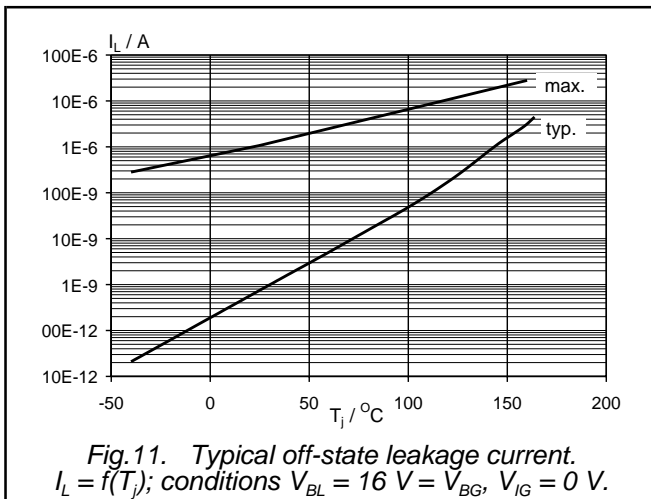 I_L / A
100E-6
10E-6
max.
typ.
1E-6
100E-9
10E-9
1E-9
00E-12
10E-12
-50 0 50 100 150 200
T_j / °C
Fig.11. Typical off-state leakage current.
I_L = f(T_j); conditions V_BL = 16 V = V_BG, V_IG = 0 V.